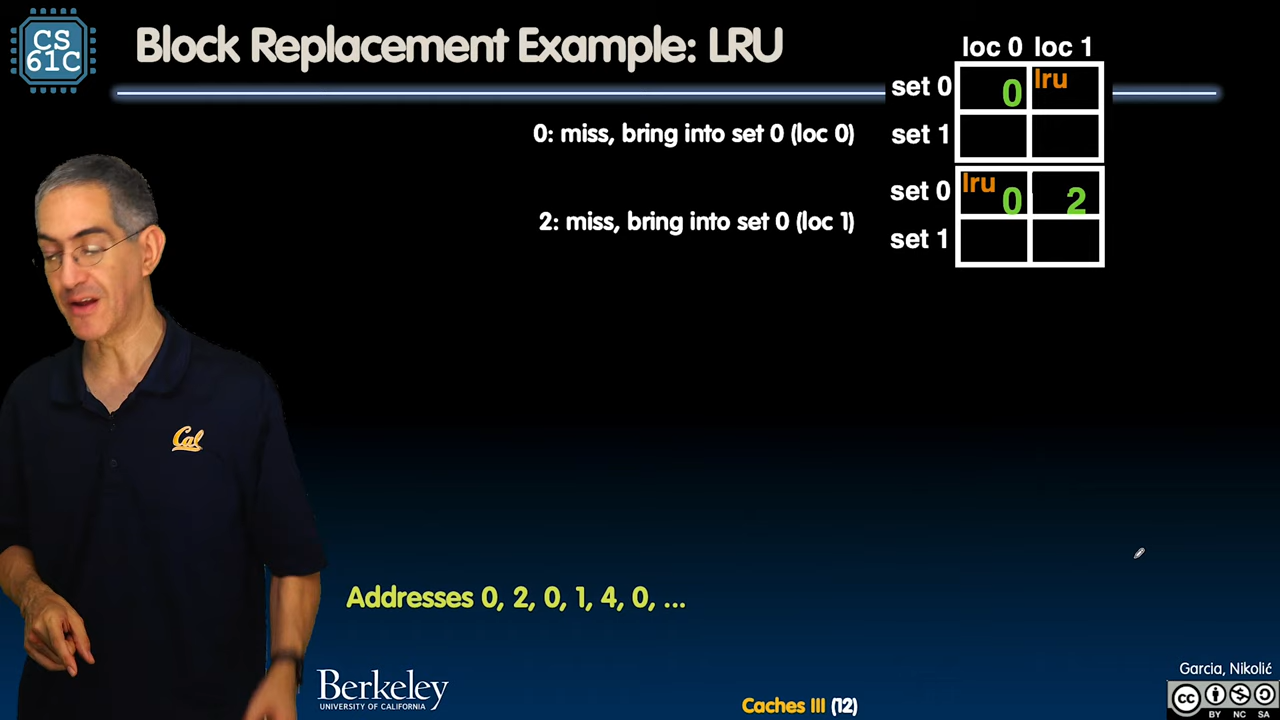 CS
61C
Block Replacement Example: LRU
loc 0 loc 1
set 0 0 lru
0: miss, bring into set 0 (loc 0) set 1
set 0 lru 0 2
2: miss, bring into set 0 (loc 1)
set 1
Cal
Addresses 0, 2, 0, 1, 4, 0, ...
Berkeley
UNIVERSITY OF CALIFORNIA
Caches III (12)
Garcia, Nikolić
cc
BY NC SA